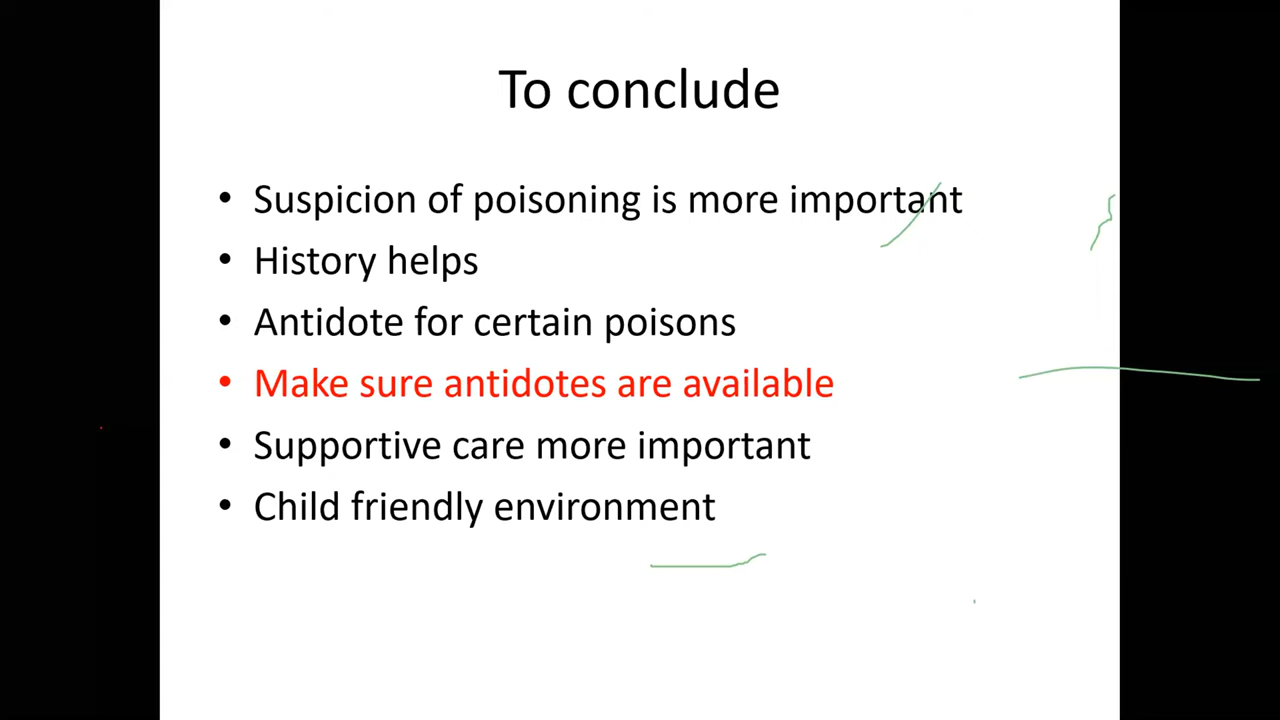 To conclude
• Suspicion of poisoning is more important
• History helps
• Antidote for certain poisons
• Make sure antidotes are available
• Supportive care more important
• Child friendly environment